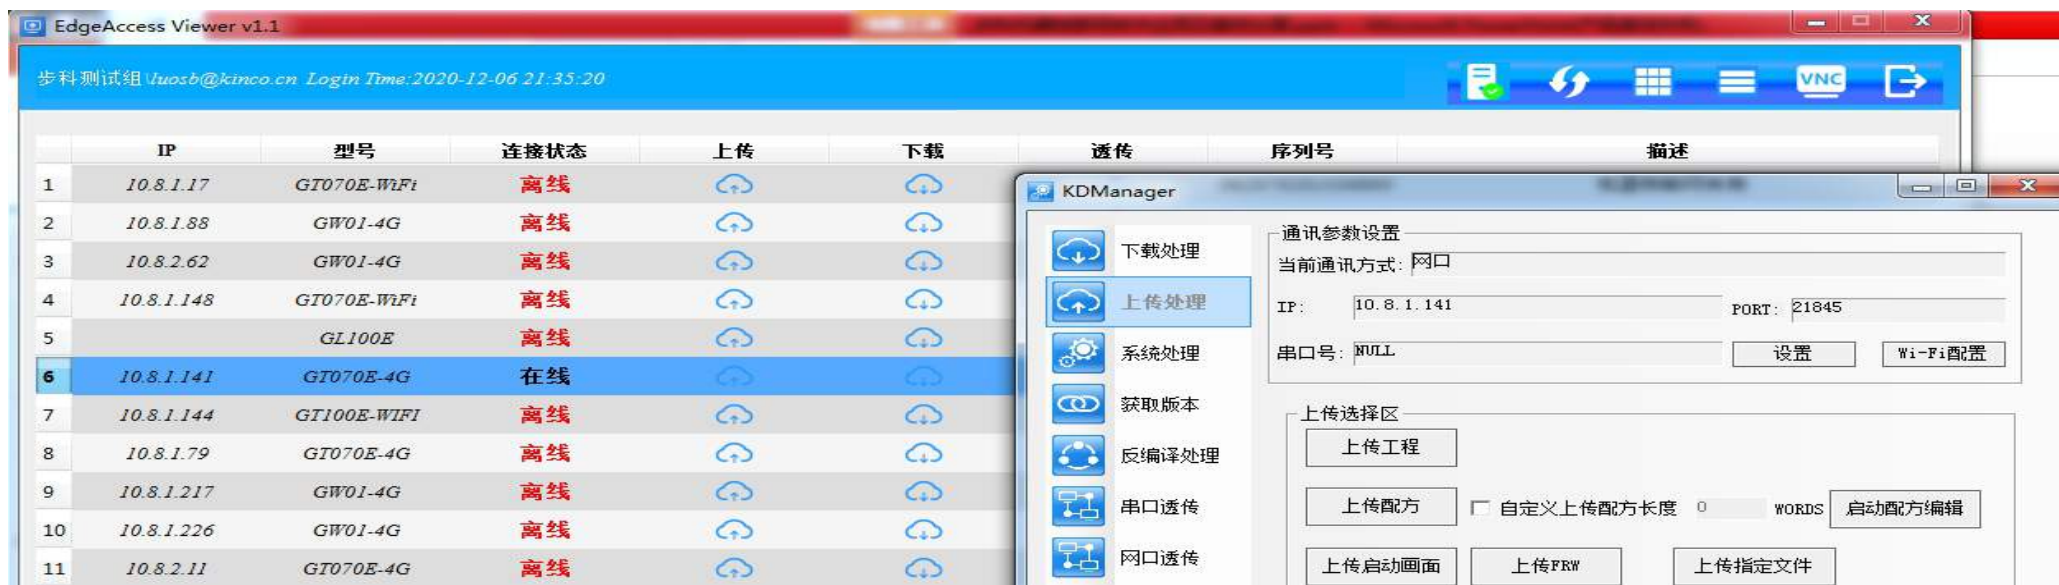 EdgeAccess Viewer v1.1
步科测试组\luosb@kinco.cn Login Time:2020-12-06 21:35:20
VNC
IP 型号 连接状态 上传 下载 透传 序列号 描述
1 10.8.1.17 GT070E-WiFi 离线
2 10.8.1.88 GW01-4G 离线
3 10.8.2.62 GW01-4G 离线
4 10.8.1.148 GT070E-WiFi 离线
5 GL100E 离线
6 10.8.1.141 GT070E-4G 在线
7 10.8.1.144 GT100E-WIFI 离线
8 10.8.1.79 GT070E-4G 离线
9 10.8.1.217 GW01-4G 离线
10 10.8.1.226 GW01-4G 离线
11 10.8.2.11 GT070E-4G 离线
KDManager
下载处理
上传处理
系统处理
获取版本
反编译处理
串口透传
网口透传
通讯参数设置
当前通讯方式: 网口
IP: 10.8.1.141 PORT: 21845
串口号: NULL 设置 Wi-Fi配置
上传选择区
上传工程
上传配方 自定义上传配方长度 0 WORDS 启动配方编辑
上传启动画面 上传FRW 上传指定文件